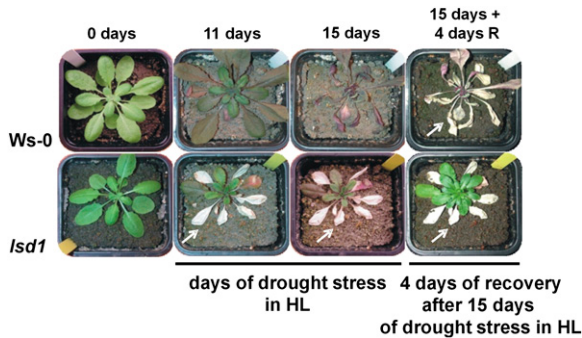 0 days
11 days
15 days
15 days +
4 days R
Ws-0
lsd1
days of drought stress
in HL
4 days of recovery
after 15 days
of drought stress in HL